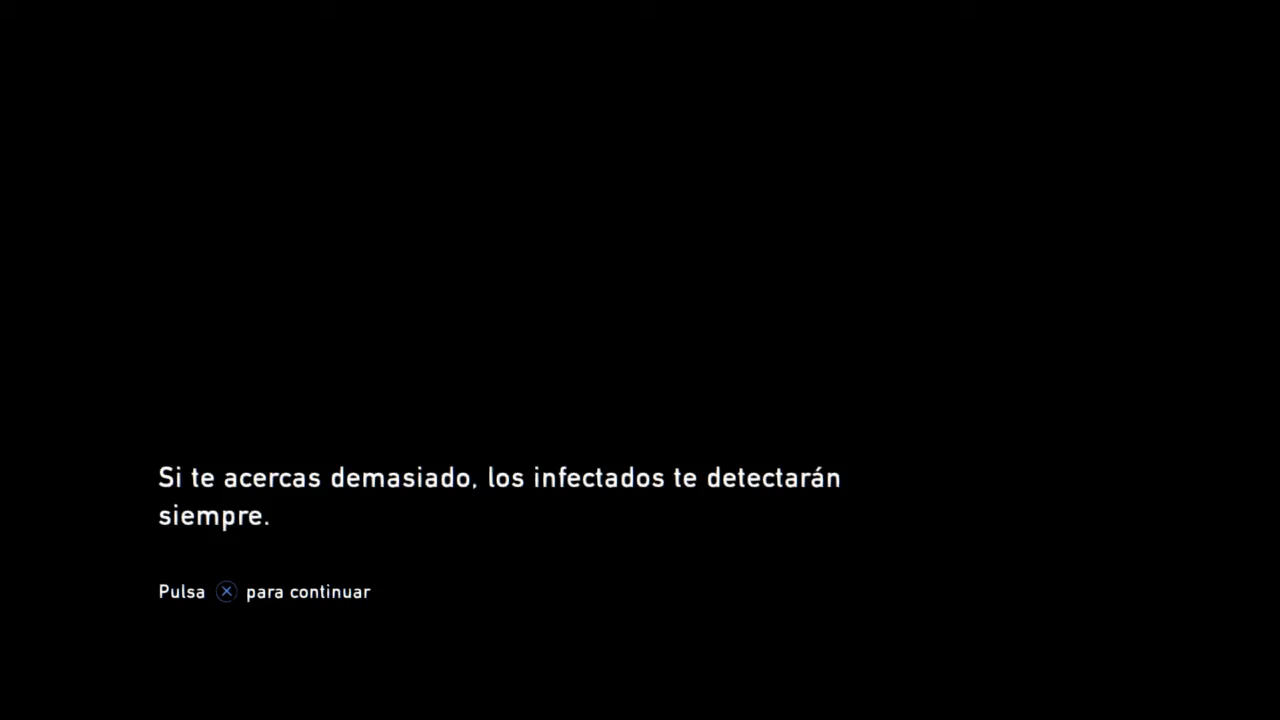 Si te acercas demasiado, los infectados te detectarán
siempre.
Pulsa ⓧ para continuar